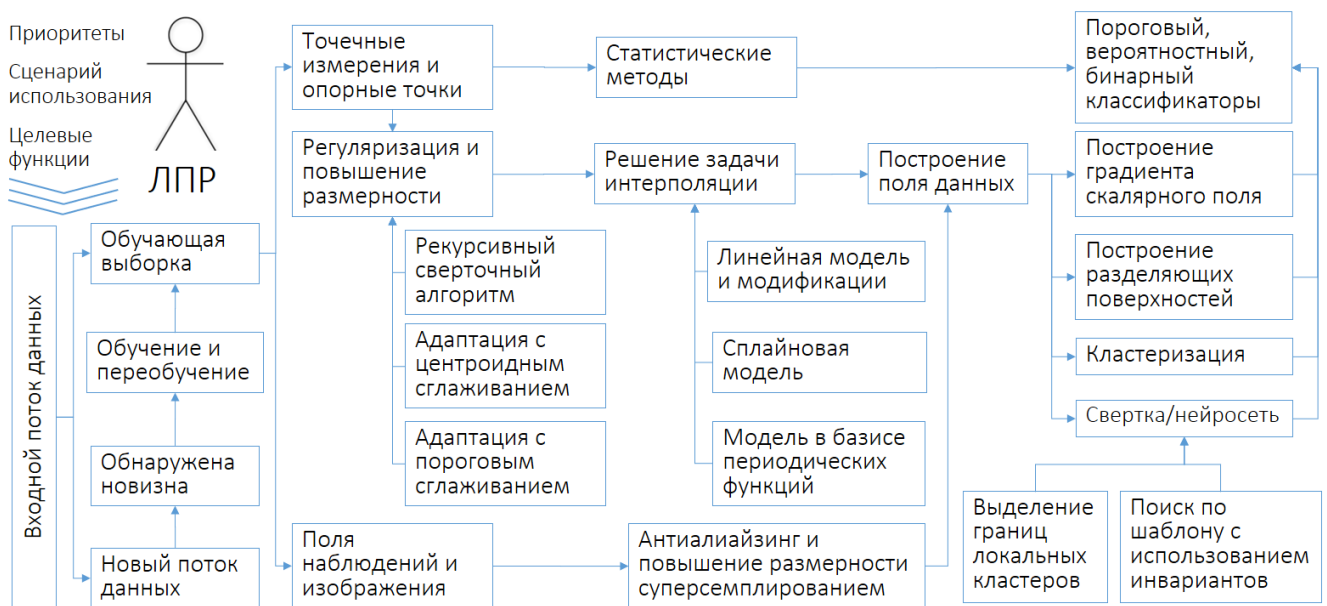 Приоритеты
Сценарий
использования
Целевые
функции
ЛПР
Входной поток данных
Обучающая
выборка
Обучение и
переобучение
Обнаружена
новизна
Новый поток
данных
Точечные
измерения и
опорные точки
Регуляризация и
повышение
размерности
Рекурсивный
сверточный
алгоритм
Адаптация с
центроидным
сглаживанием
Адаптация с
пороговым
сглаживанием
Поля
наблюдений и
изображения
Статистические
методы
Решение задачи
интерполяции
Линейная модель
и модификации
Сплайновая
модель
Модель в базисе
периодических
функций
Антиалиайзинг и
повышение размерности
суперсемплированием
Построение
поля данных
Пороговый,
вероятностный,
бинарный
классификаторы
Построение
градиента
скалярного поля
Построение
разделяющих
поверхностей
Кластеризация
Свертка/нейросеть
Выделение
границ
локальных
кластеров
Поиск по
шаблону с
использованием
инвариантов